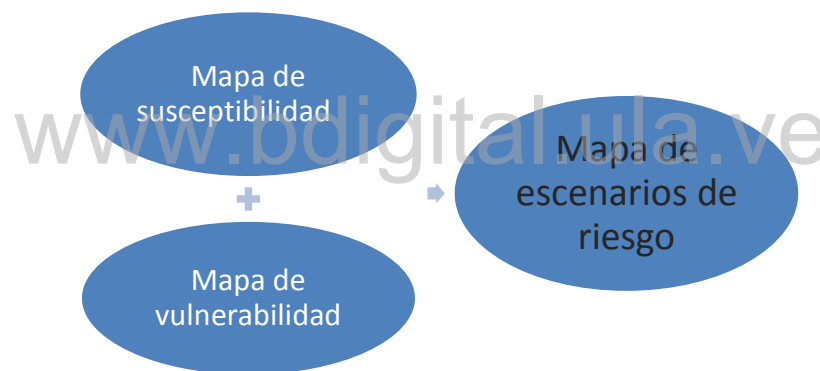 Mapa de
susceptibilidad
www.bdigital.ula.ve
Mapa de
escenarios de
riesgo
Mapa de
vulnerabilidad